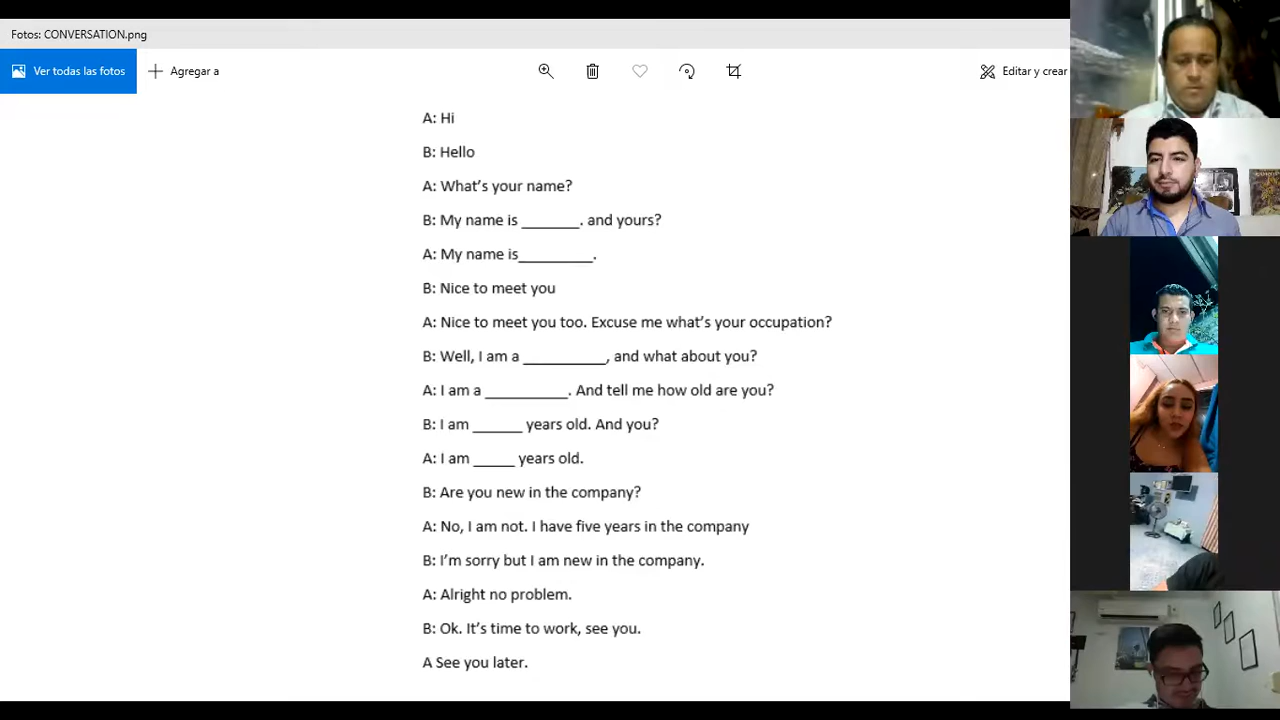 Fotos: CONVERSATION.png
Ver todas las fotos
Agregar a
Editar y crear
A: Hi
B: Hello
A: What's your name?
B: My name is _______. and yours?
A: My name is_________.
B: Nice to meet you
A: Nice to meet you too. Excuse me what's your occupation?
B: Well, I am a __________, and what about you?
A: I am a __________. And tell me how old are you?
B: I am ______ years old. And you?
A: I am _____ years old.
B: Are you new in the company?
A: No, I am not. I have five years in the company
B: I'm sorry but I am new in the company.
A: Alright no problem.
B: Ok. It's time to work, see you.
A See you later.